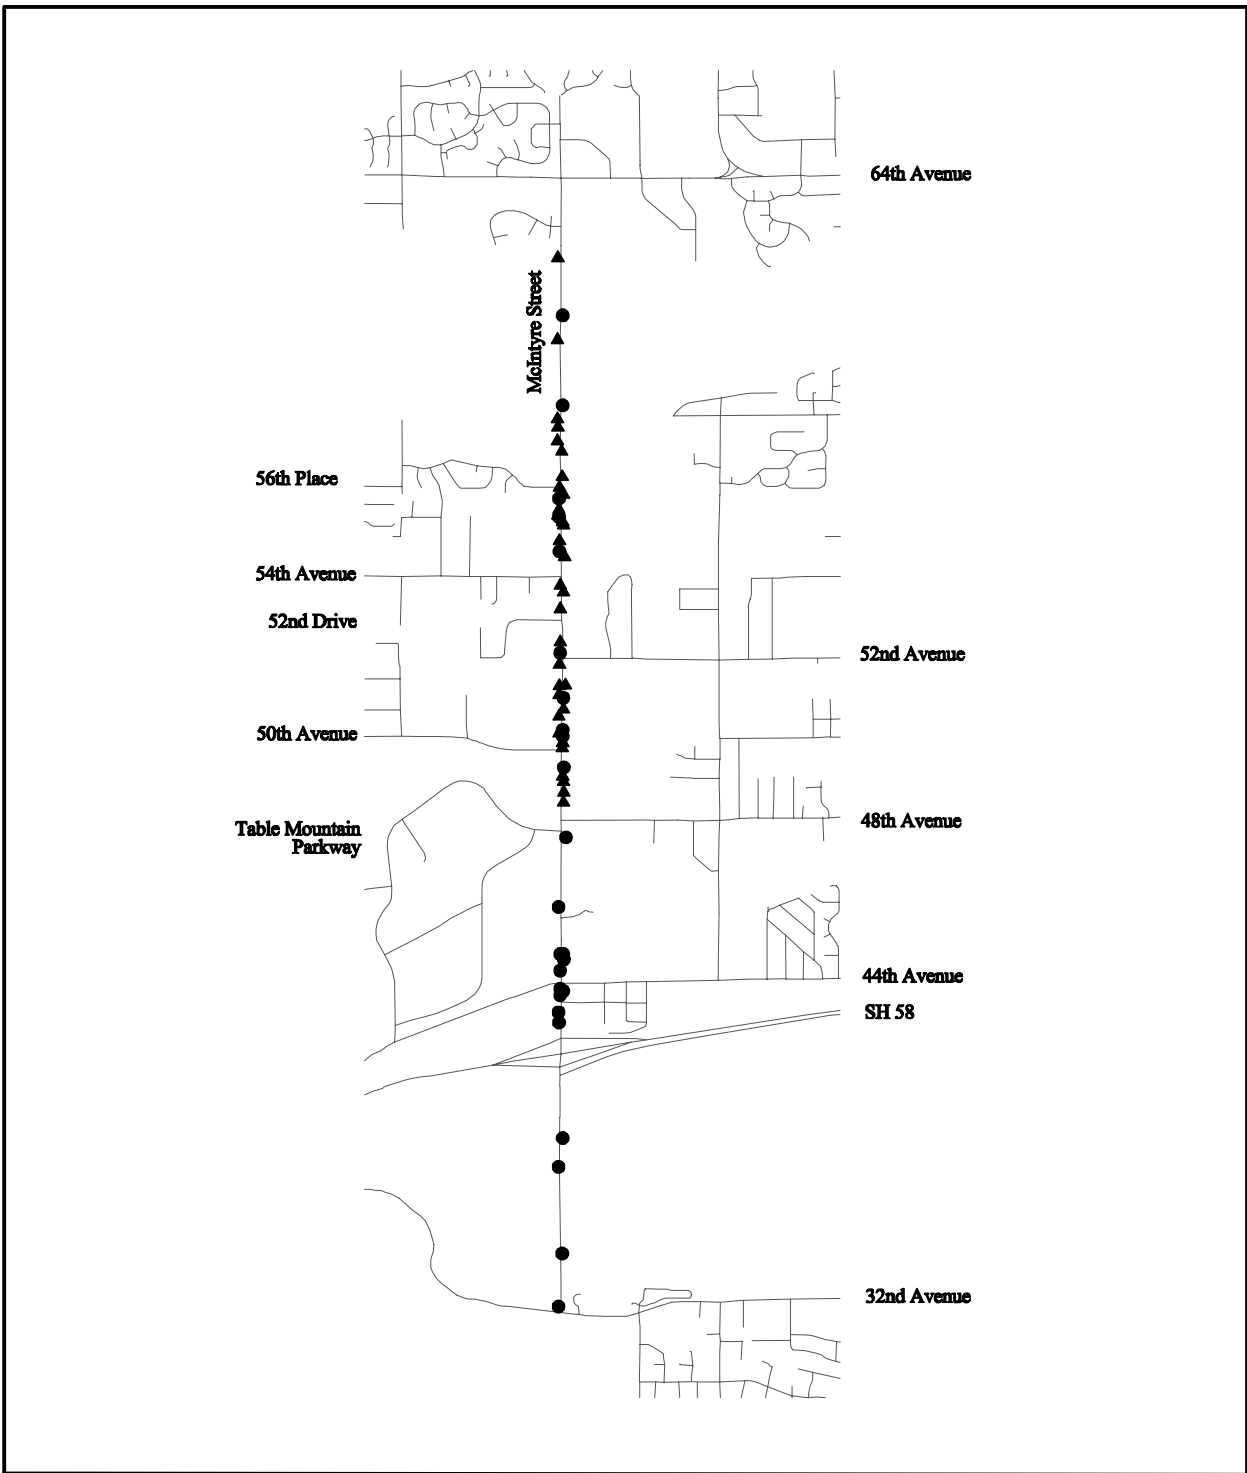 64th Avenue
McIntyre Street
56th Place
54th Avenue
52nd Drive
52nd Avenue
50th Avenue
48th Avenue
Table Mountain
Parkway
44th Avenue
SH 58
32nd Avenue